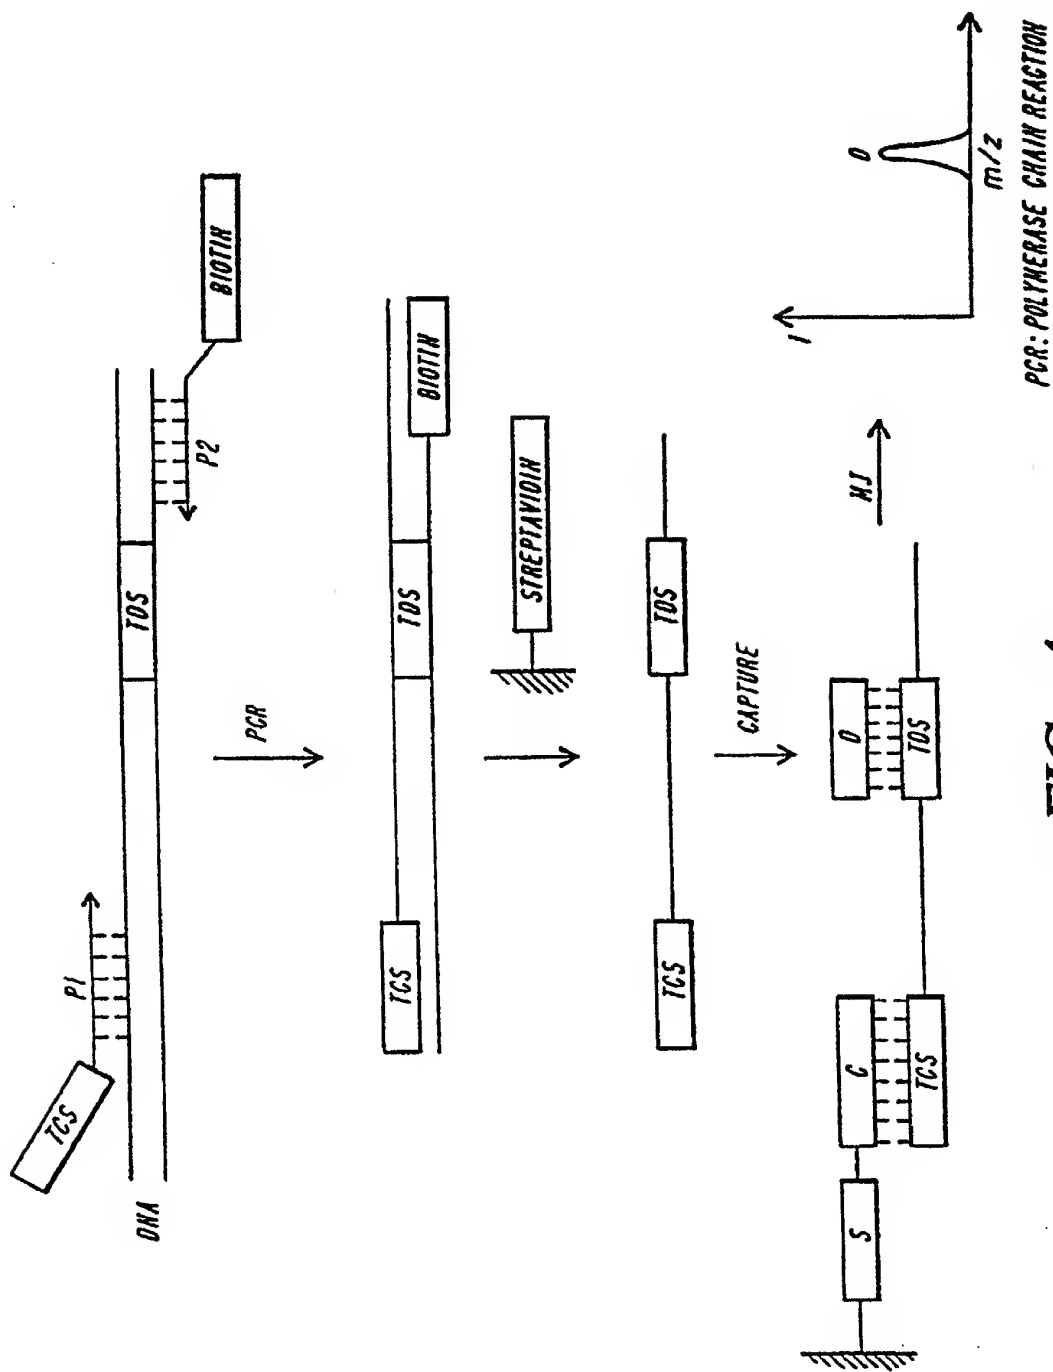 TCS
P1
DNA
TDS
P2
BIOTIN
PCR
TCS
TDS
BIOTIN
STREPTAVIDIN
TCS
TDS
CAPTURE
S
C
TCS
D
TDS
MS
I
D
m/z
PCR: POLYMERASE CHAIN REACTION